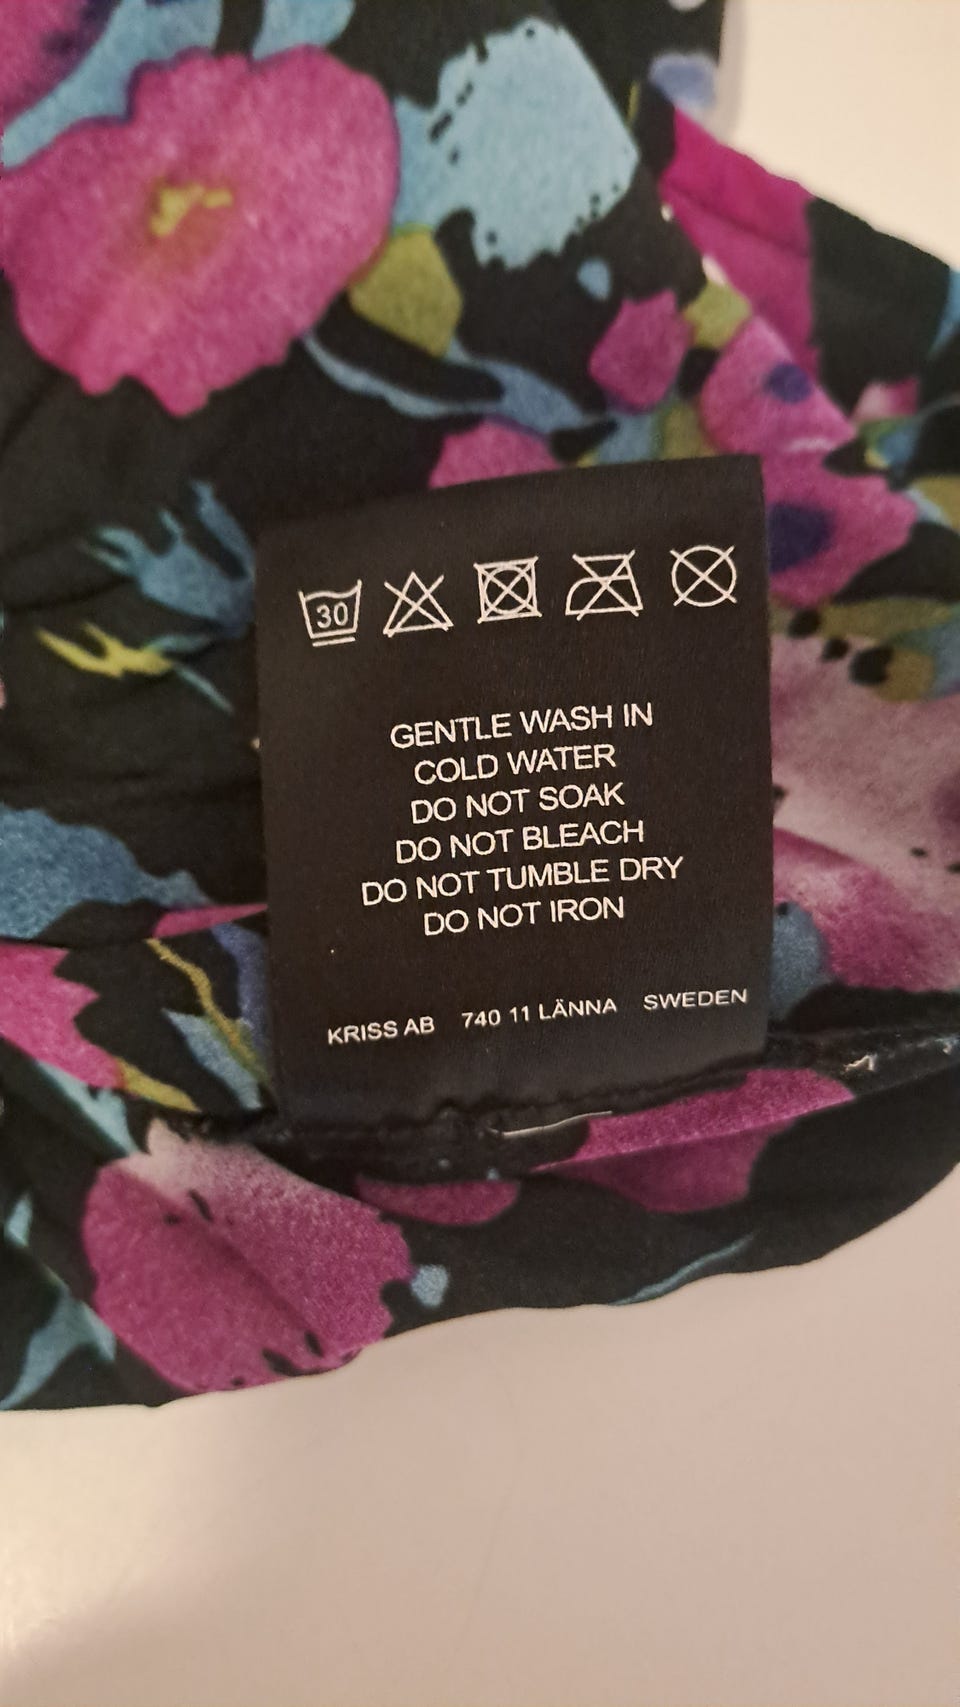 30
GENTLE WASH IN
COLD WATER
DO NOT SOAK
DO NOT BLEACH
DO NOT TUMBLE DRY
DO NOT IRON
KRISS AB 740 11 LÄNNA SWEDEN